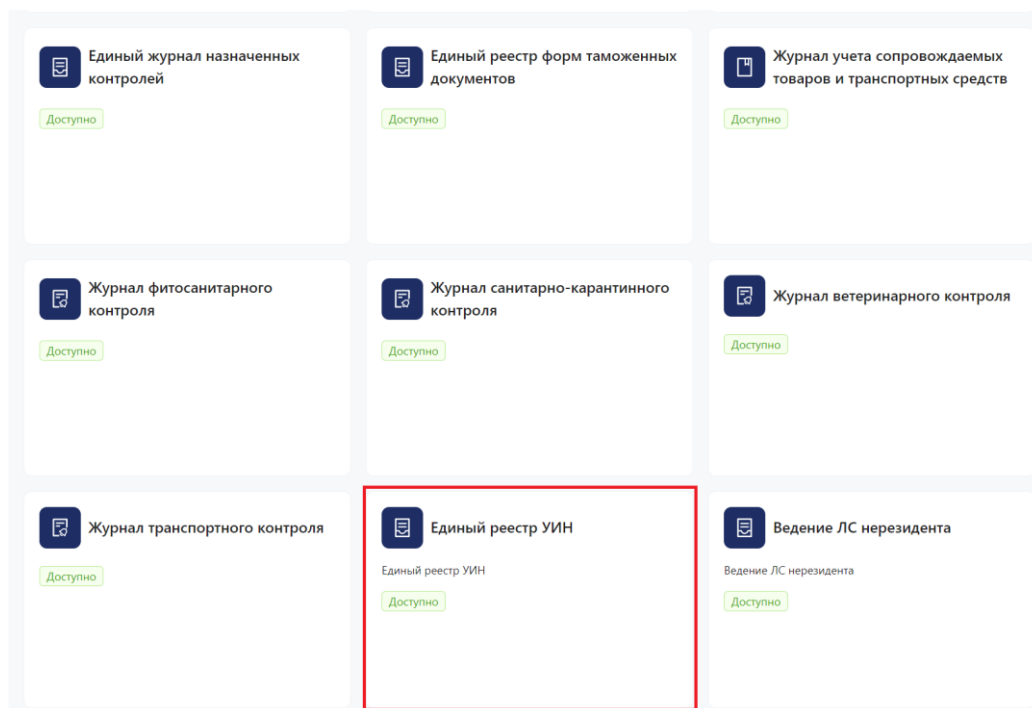 Единый журнал назначенных
контролей
Доступно
Единый реестр форм таможенных
документов
Доступно
Журнал учета сопровождаемых
товаров и транспортных средств
Доступно
Журнал фитосанитарного
контроля
Доступно
Журнал санитарно-карантинного
контроля
Доступно
Журнал ветеринарного контроля
Доступно
Журнал транспортного контроля
Доступно
Единый реестр УИН
Единый реестр УИН
Доступно
Ведение ЛС нерезидента
Ведение ЛС нерезидента
Доступно